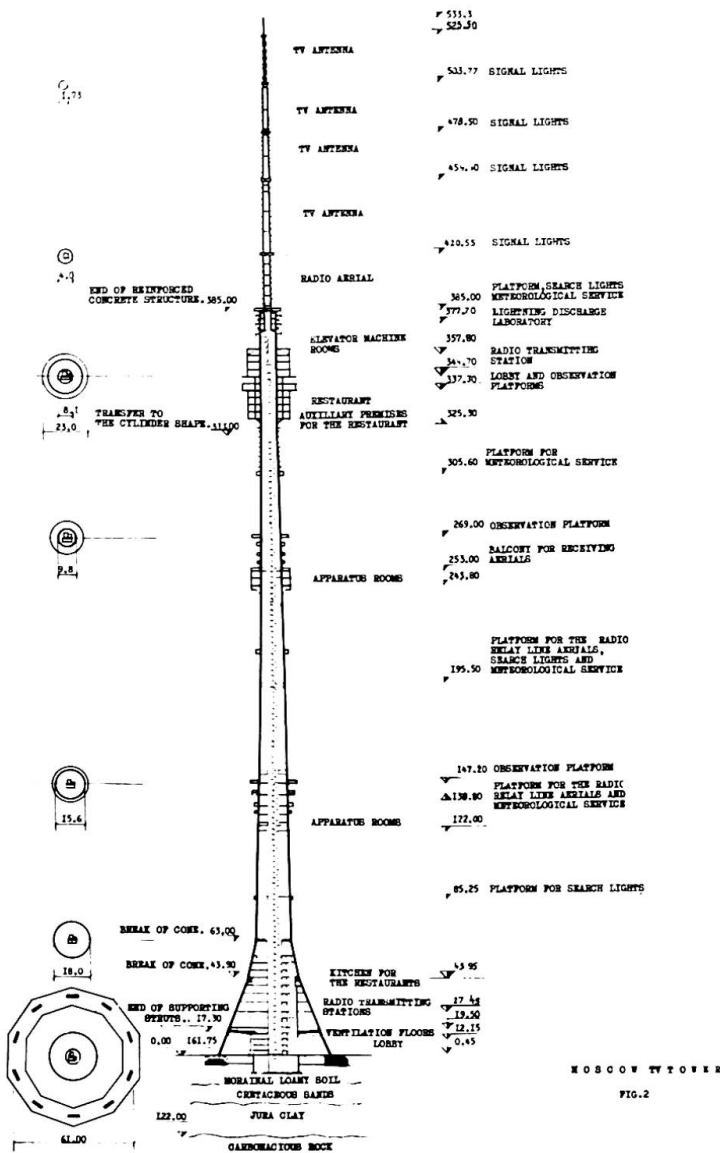 533.3
525.50
TV ANTENNA
503.77 SIGNAL LIGHTS
1.75
TV ANTENNA
478.50 SIGNAL LIGHTS
TV ANTENNA
SIGNAL LIGHTS
TV ANTENNA
420.55 SIGNAL LIGHTS
RADIO AERIAL
END OF REINFORCED
CONCRETE STRUCTURE. 385.00
385.00
PLATFORM, SEARCH LIGHTS
METEOROLOGICAL SERVICE
377.70
LIGHTNING DISCHARGE
LABORATORY
ELEVATOR MACHINE
ROOMS
357.80
RADIO TRANSMITTING
STATION
344.70
337.70
LOBBY AND OBSERVATION
PLATFORMS
RESTAURANT
AUXILIARY PREMISES
FOR THE RESTAURANT
325.30
8.1
23,0
TRANSFER TO
THE CYLINDER SHAPE.
305.60
PLATFORM FOR
METEOROLOGICAL SERVICE
269.00 OBSERVATION PLATFORM
BALCONY FOR RECEIVING
AERIALS
253.00
243.80
9.8
APPARATUS ROOMS
PLATFORM FOR THE RADIO
RELAY LINE AERIALS,
SEARCH LIGHTS AND
METEOROLOGICAL SERVICE
195.50
147.20 OBSERVATION PLATFORM
PLATFORM FOR THE RADIO
RELAY LINE AERIALS AND
METEOROLOGICAL SERVICE
138.80
122.00
15.6
APPARATUS ROOMS
85.25 PLATFORM FOR SEARCH LIGHTS
BREAK OF CONE. 63,00
18.0
BREAK OF CONE. 43.90
43.95
KITCHEN FOR
THE RESTAURANTS
END OF SUPPORTING
STRUTS.. 17.30
RADIO TRANSMITTING
STATIONS
19.50
VENTILATION FLOORS
12.15
LOBBY
0.45
0.00 161.75
MORAINAL LOAMY SOIL
CRETACEOUS SANDS
122.00 JURA CLAY
CARBONACIOUS ROCK
61.00
MOSCOW TV TOWER
FIG.2